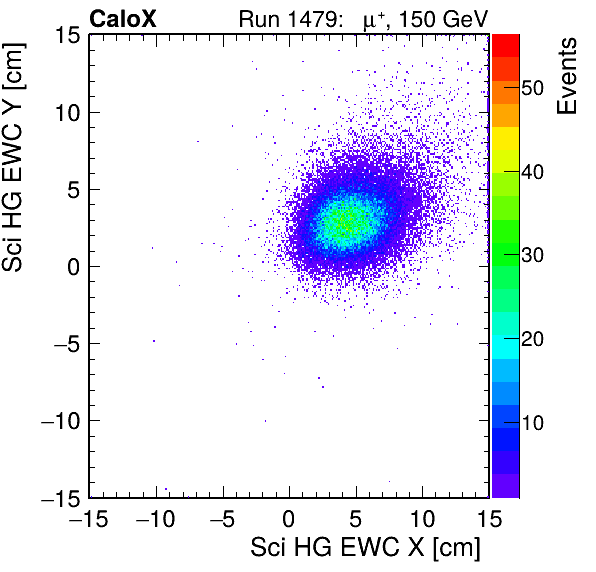 CaloX Run 1479: μ⁺, 150 GeV
Sci HG EWC Y [cm]
15
10
5
0
−5
−10
−15
−15 −10 −5 0 5 10 15
Sci HG EWC X [cm]
Events
50
40
30
20
10